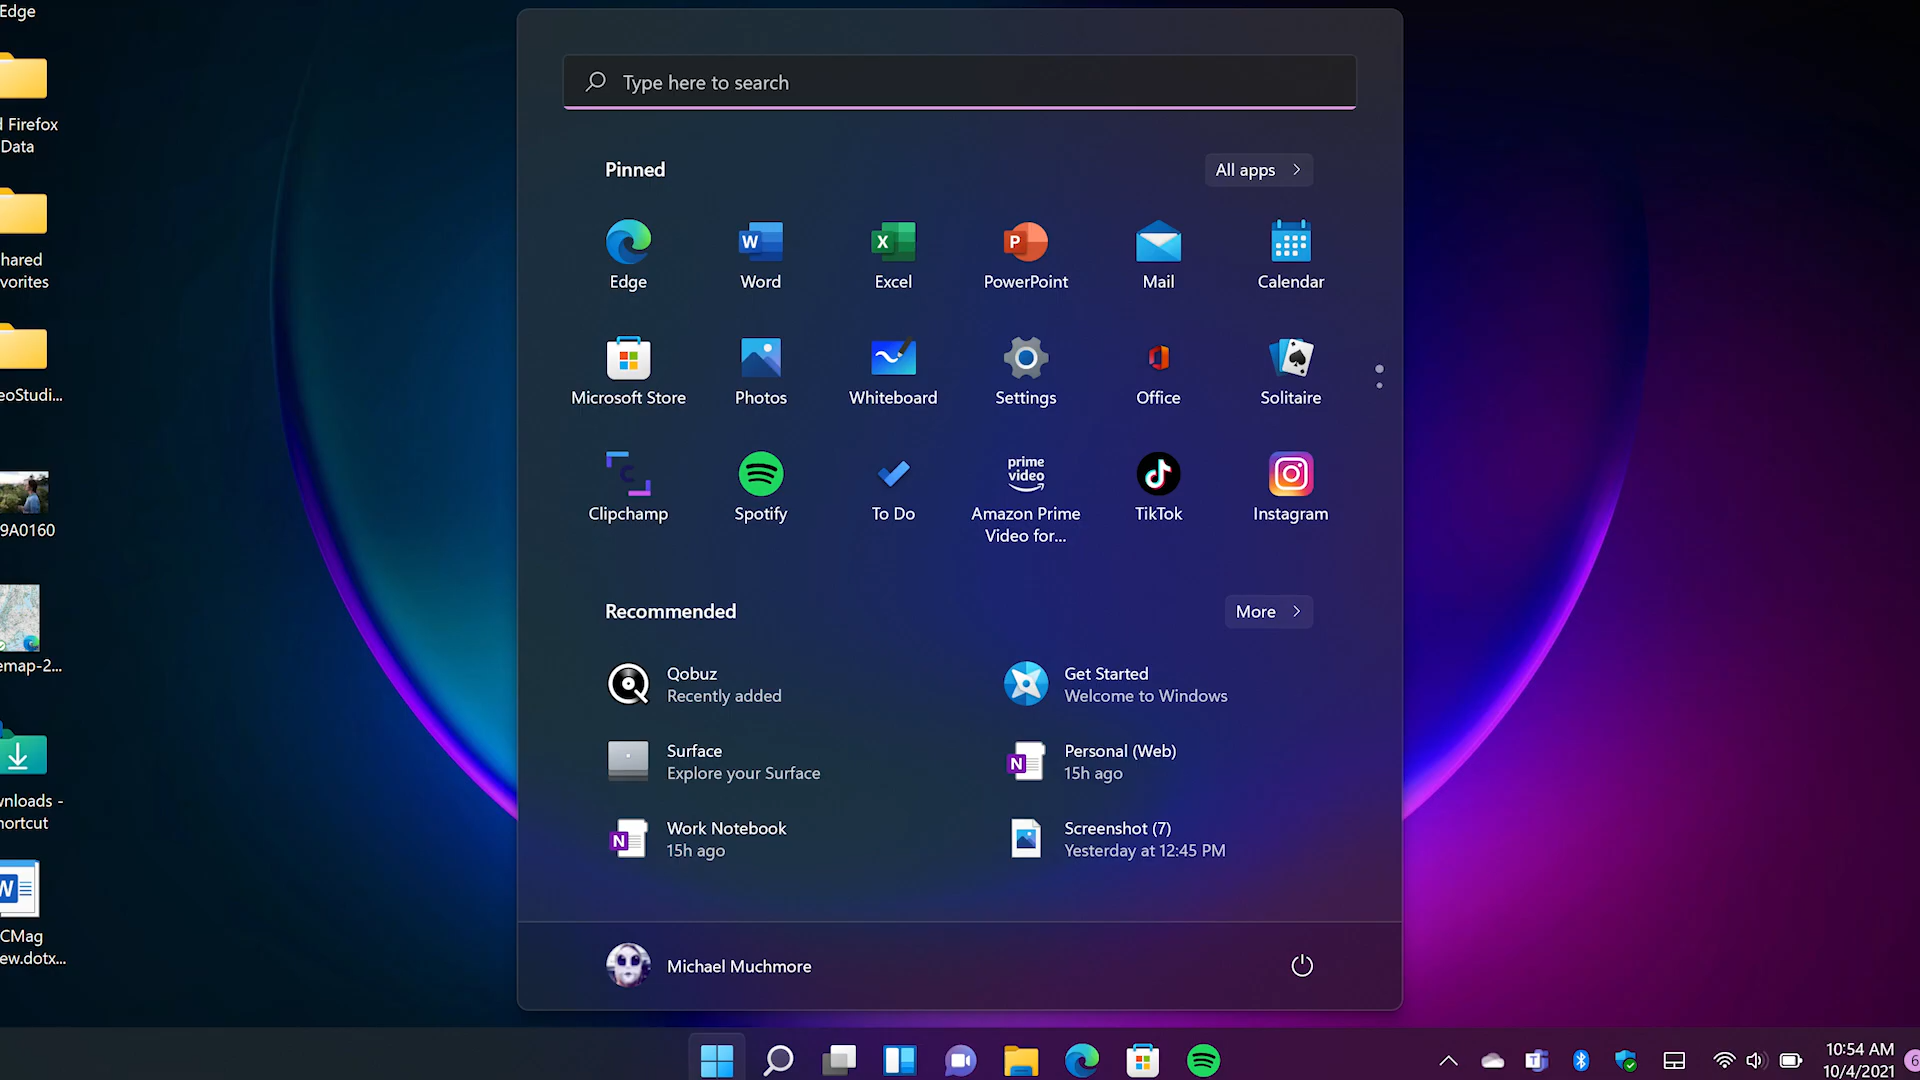 Edge
d Firefox
Data
hared
vorites
eoStudi...
9A0160
emap-2...
wnloads -
hortcut
CMag
ew.dotx...
Type here to search
Pinned
All apps
Edge
Word
Excel
PowerPoint
Mail
Calendar
Microsoft Store
Photos
Whiteboard
Settings
Office
Solitaire
prime
video
Clipchamp
Spotify
To Do
Amazon Prime
Video for...
TikTok
Instagram
Recommended
More
Qobuz
Recently added
Get Started
Welcome to Windows
Surface
Explore your Surface
Personal (Web)
15h ago
Work Notebook
15h ago
Screenshot (7)
Yesterday at 12:45 PM
Michael Muchmore
10:54 AM
10/4/2021
6